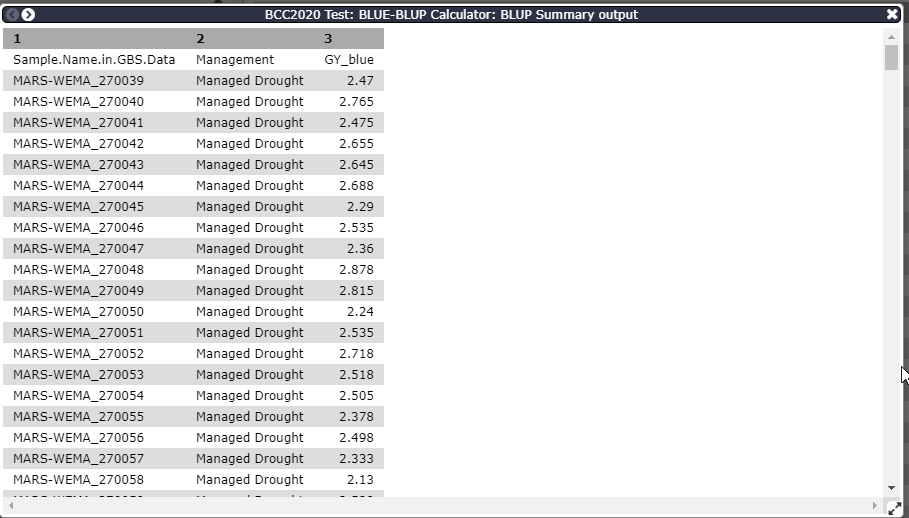 BCC2020 Test: BLUE-BLUP Calculator: BLUP Summary output
1 2 3
Sample.Name.in.GBS.Data Management GY_blue
MARS-WEMA_270039 Managed Drought 2.47
MARS-WEMA_270040 Managed Drought 2.765
MARS-WEMA_270041 Managed Drought 2.475
MARS-WEMA_270042 Managed Drought 2.655
MARS-WEMA_270043 Managed Drought 2.645
MARS-WEMA_270044 Managed Drought 2.688
MARS-WEMA_270045 Managed Drought 2.29
MARS-WEMA_270046 Managed Drought 2.535
MARS-WEMA_270047 Managed Drought 2.36
MARS-WEMA_270048 Managed Drought 2.878
MARS-WEMA_270049 Managed Drought 2.815
MARS-WEMA_270050 Managed Drought 2.24
MARS-WEMA_270051 Managed Drought 2.535
MARS-WEMA_270052 Managed Drought 2.718
MARS-WEMA_270053 Managed Drought 2.518
MARS-WEMA_270054 Managed Drought 2.505
MARS-WEMA_270055 Managed Drought 2.378
MARS-WEMA_270056 Managed Drought 2.498
MARS-WEMA_270057 Managed Drought 2.333
MARS-WEMA_270058 Managed Drought 2.13